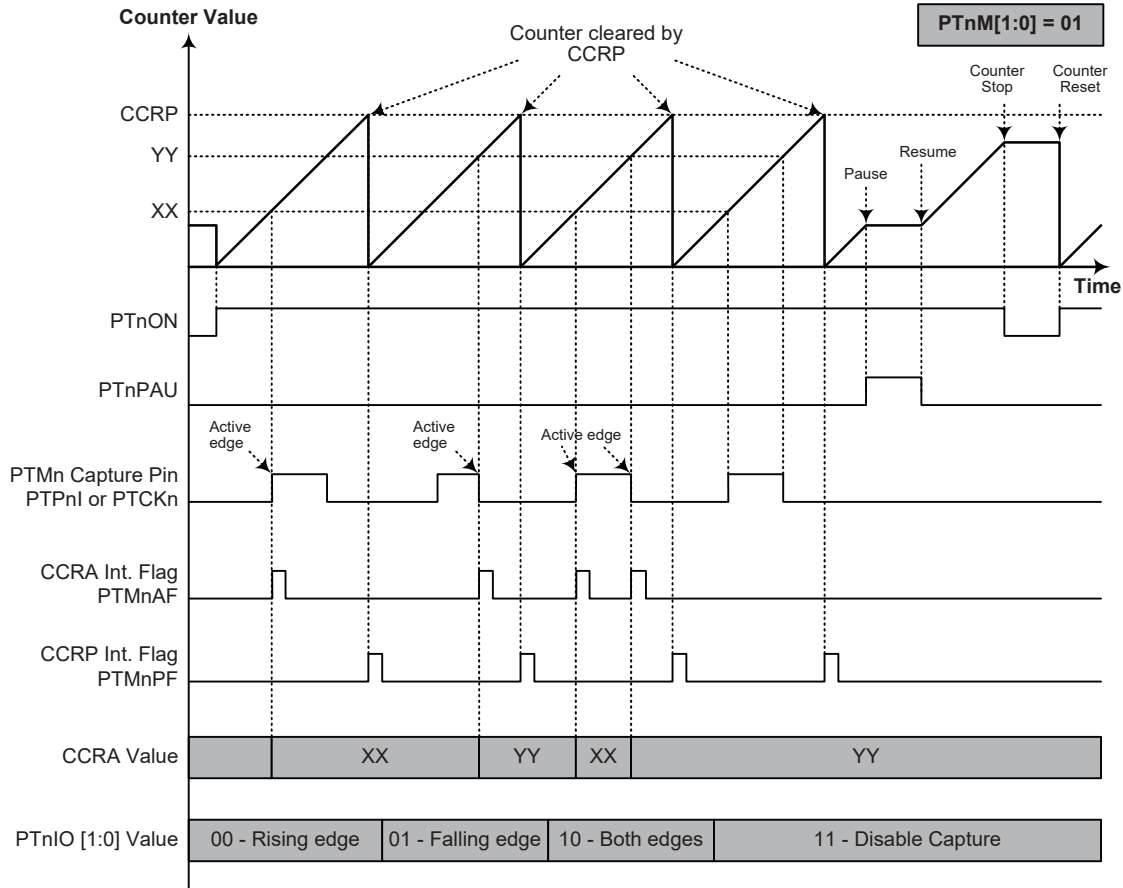 Counter Value
PTnM[1:0] = 01
Counter cleared by
CCRP
Counter
Stop
Counter
Reset
CCRP
YY
XX
Pause
Resume
Time
PTnON
PTnPAU
Active
edge
Active
edge
Active edge
PTMn Capture Pin
PTPnI or PTCKn
CCRA Int. Flag
PTMnAF
CCRP Int. Flag
PTMnPF
CCRA Value
XX
YY
XX
YY
PTnIO [1:0] Value
00 - Rising edge
01 - Falling edge
10 - Both edges
11 - Disable Capture